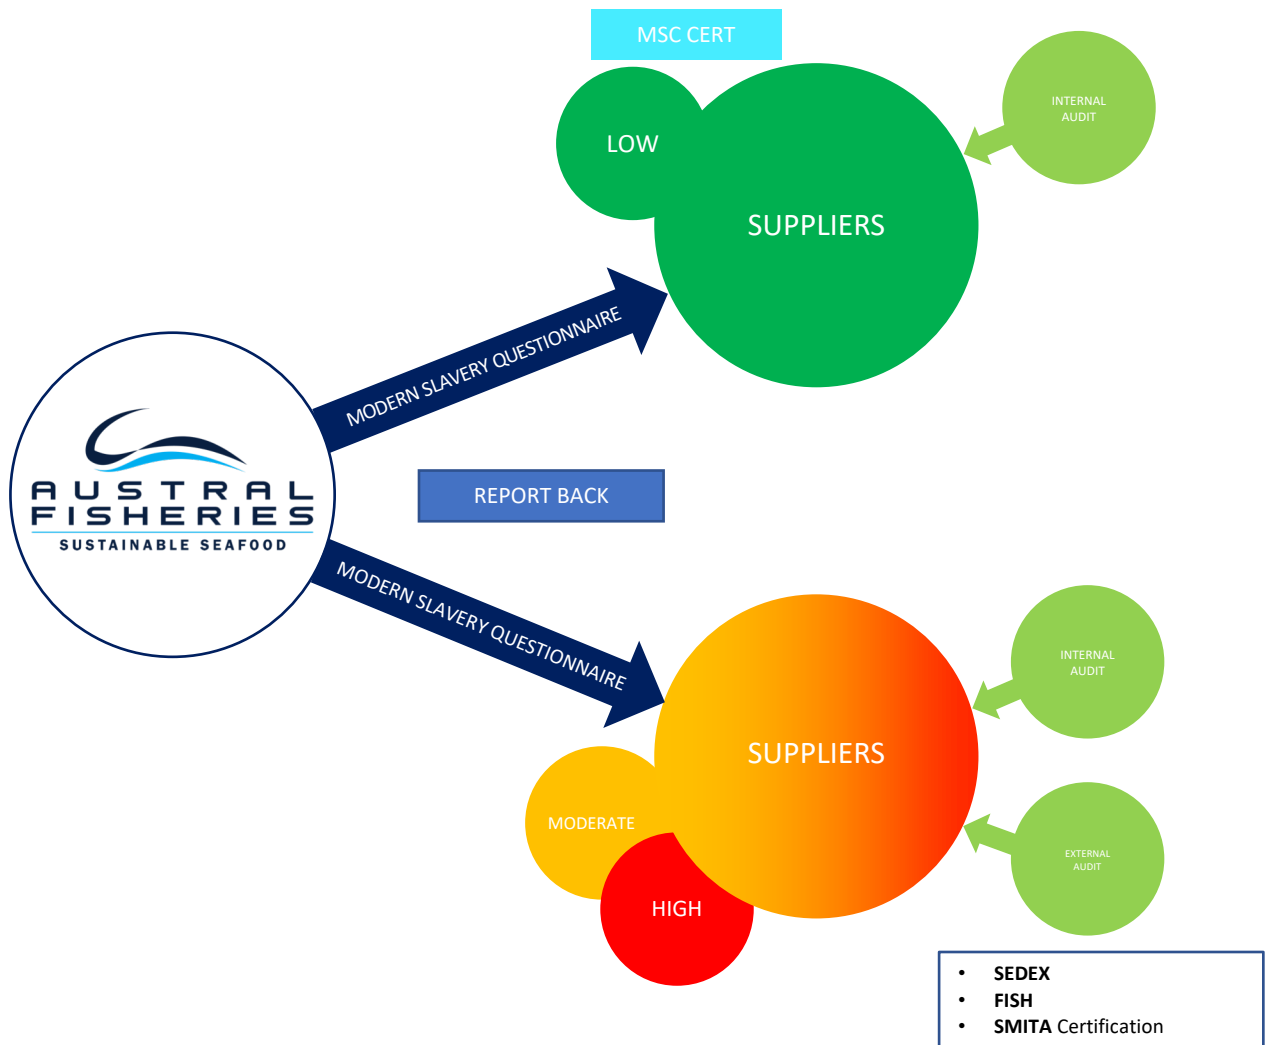 MSC CERT
INTERNAL
AUDIT
LOW
SUPPLIERS
MODERN SLAVERY QUESTIONNAIRE
AUSTRAL
FISHERIES
SUSTAINABLE SEAFOOD
REPORT BACK
MODERN SLAVERY QUESTIONNAIRE
INTERNAL
AUDIT
SUPPLIERS
MODERATE
EXTERNAL
AUDIT
HIGH
• SEDEX
• FISH
• SMITA Certification